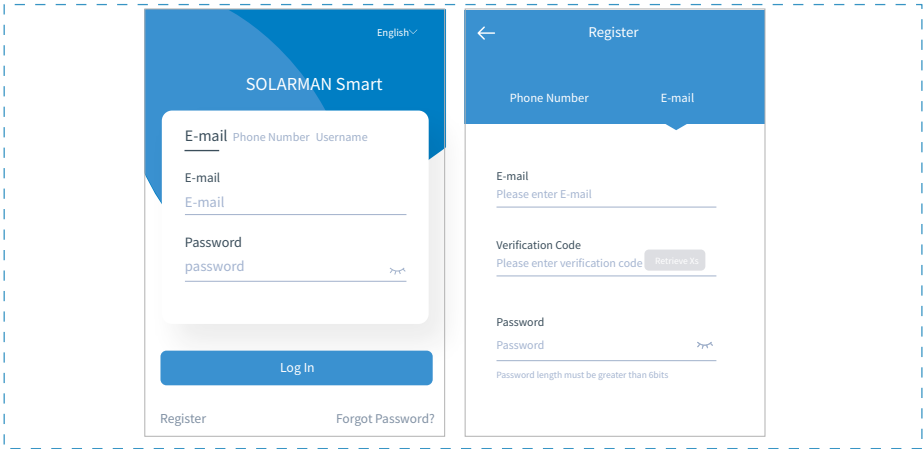 English
SOLARMAN Smart
E-mail Phone Number Username
E-mail
E-mail
Password
password
Log In
Register Forgot Password?
Register
Phone Number E-mail
E-mail
Please enter E-mail
Verification Code
Please enter verification code Retrieve Xs
Password
Password
Password length must be greater than 6bits